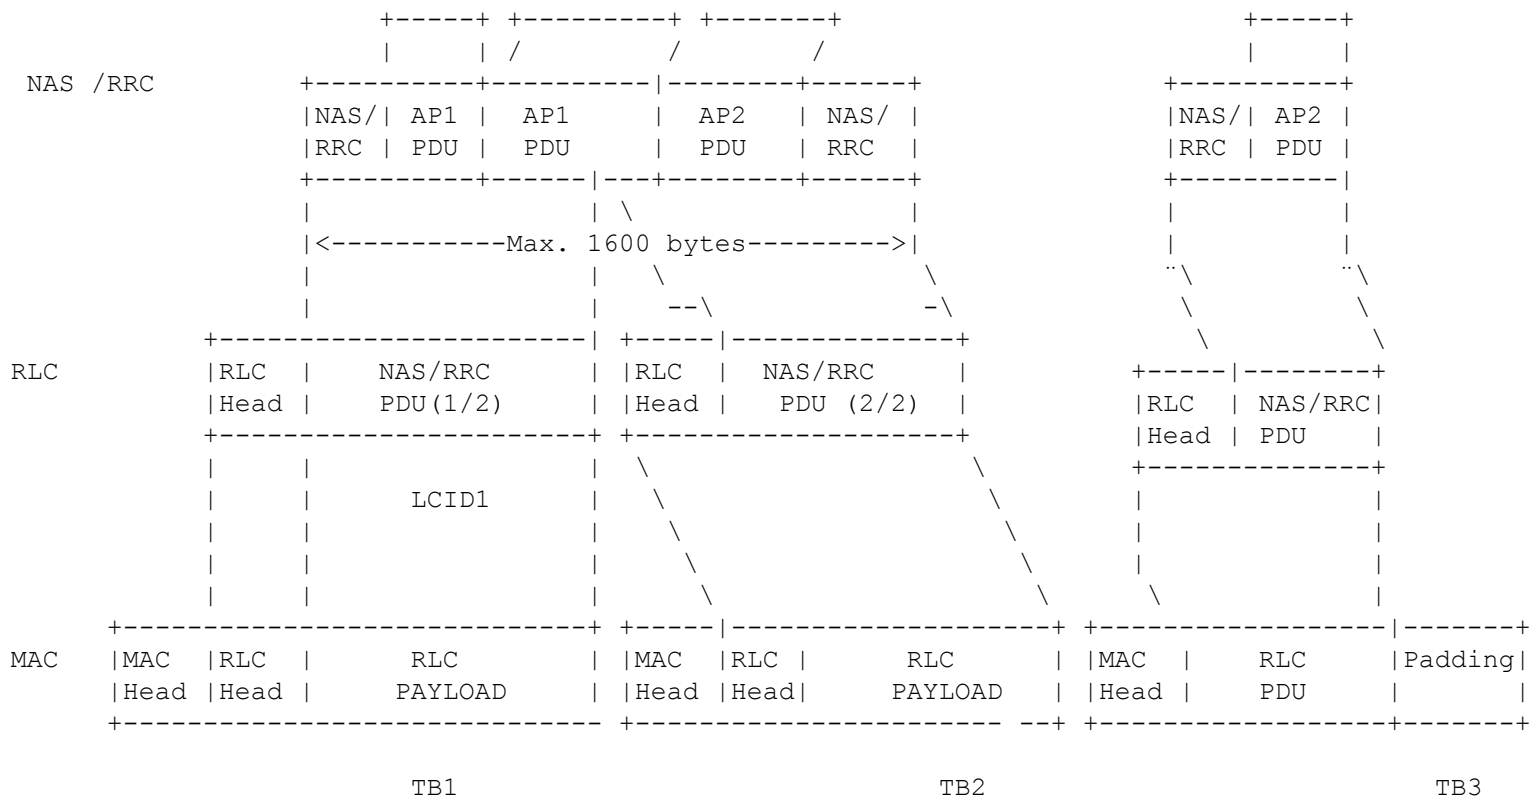 NAS /RRC
|NAS/| AP1 | AP1 | AP2 | NAS/ | |NAS/| AP2 |
|RRC | PDU | PDU | PDU | RRC | |RRC | PDU |
|<-----------Max. 1600 bytes--------->|
RLC |RLC | NAS/RRC | |RLC | NAS/RRC |
|Head | PDU(1/2) | |Head | PDU (2/2) | |RLC | NAS/RRC|
|Head | PDU |
LCID1
MAC |MAC |RLC | RLC | |MAC |RLC | RLC | |MAC | RLC |Padding|
|Head |Head | PAYLOAD | |Head |Head| PAYLOAD | |Head | PDU | |
TB1 TB2 TB3